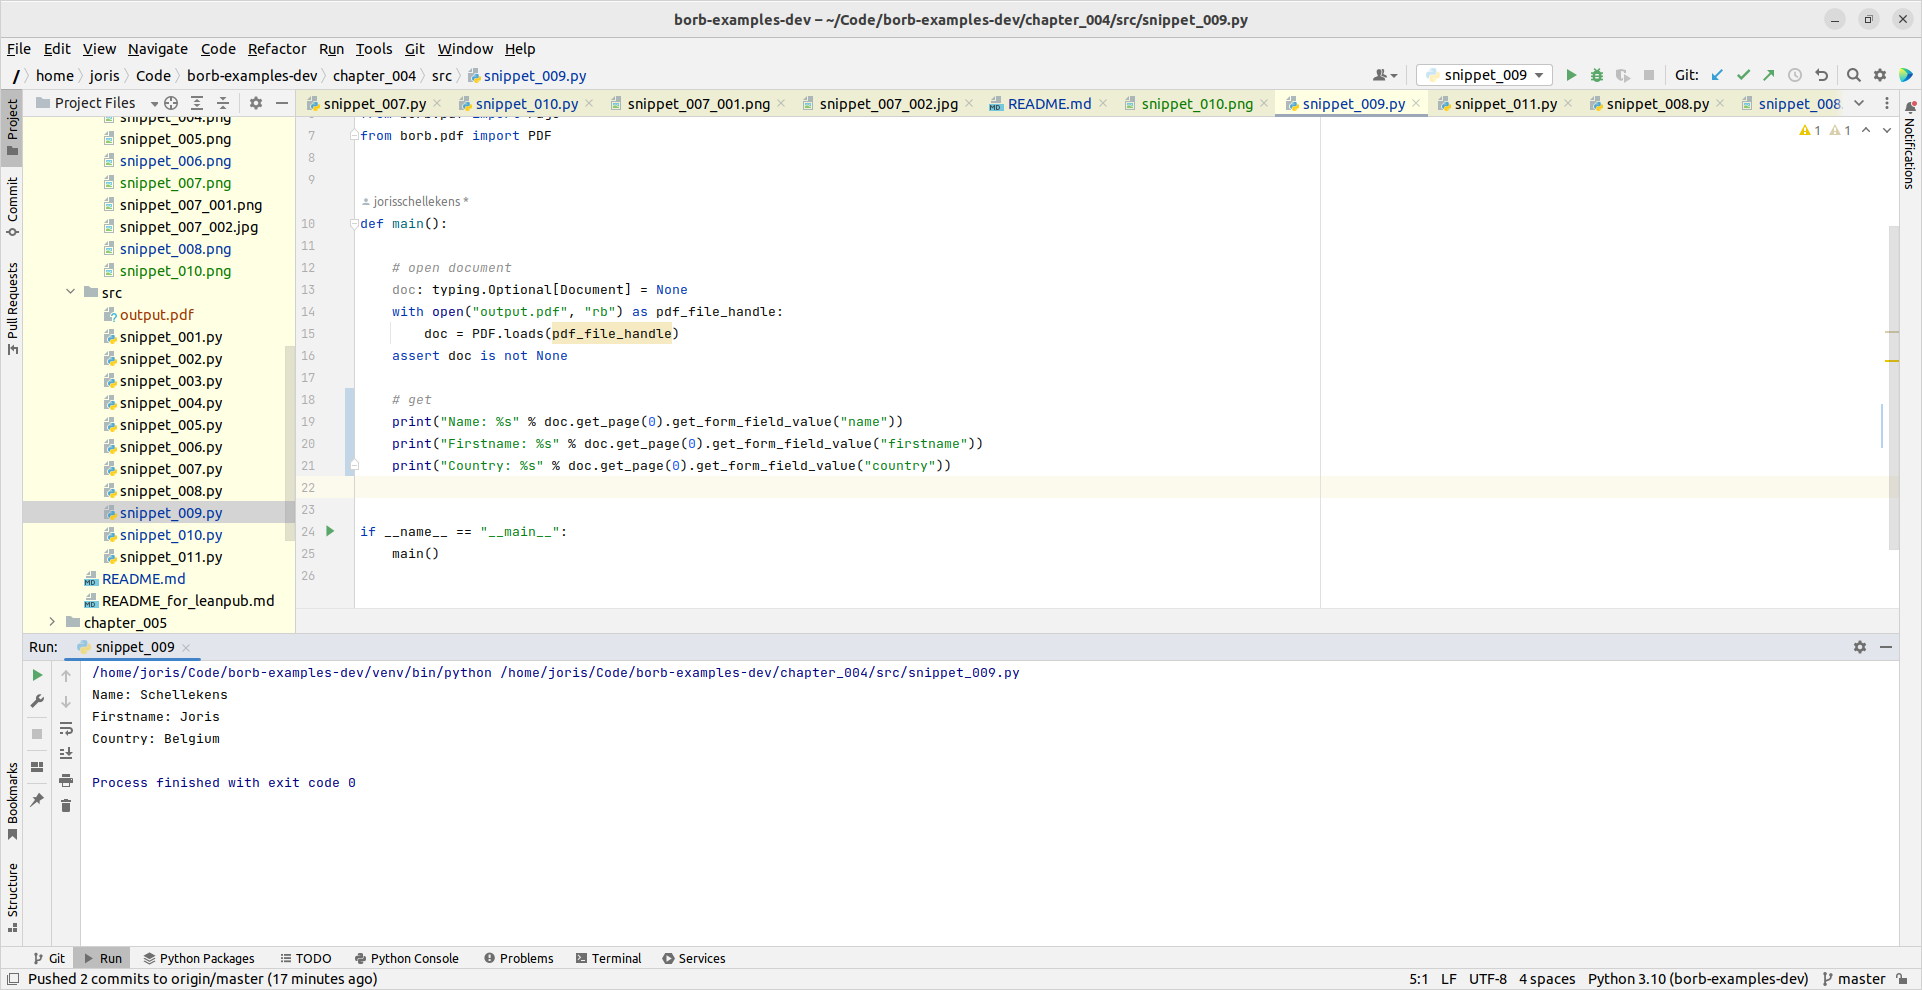 borb-examples-dev – ~/Code/borb-examples-dev/chapter_004/src/snippet_009.py
File Edit View Navigate Code Refactor Run Tools Git Window Help
/ home joris Code borb-examples-dev chapter_004 src snippet_009.py
snippet_009 Git:
Project Files
snippet_007.py snippet_010.py snippet_007_001.png snippet_007_002.jpg README.md snippet_010.png snippet_009.py snippet_011.py snippet_008.py snippet_008
Project
Commit
Pull Requests
Bookmarks
Structure
Notifications
snippet_004.png
snippet_005.png
snippet_006.png
snippet_007.png
snippet_007_001.png
snippet_007_002.jpg
snippet_008.png
snippet_010.png
src
output.pdf
snippet_001.py
snippet_002.py
snippet_003.py
snippet_004.py
snippet_005.py
snippet_006.py
snippet_007.py
snippet_008.py
snippet_009.py
snippet_010.py
snippet_011.py
README.md
README_for_leanpub.md
chapter_005
1 1
7 from borb.pdf import PDF
8
9
jorisschellekens *
10 def main():
11
12 # open document
13 doc: typing.Optional[Document] = None
14 with open("output.pdf", "rb") as pdf_file_handle:
15 doc = PDF.loads(pdf_file_handle)
16 assert doc is not None
17
18 # get
19 print("Name: %s" % doc.get_page(0).get_form_field_value("name"))
20 print("Firstname: %s" % doc.get_page(0).get_form_field_value("firstname"))
21 print("Country: %s" % doc.get_page(0).get_form_field_value("country"))
22
23
24 if __name__ == "__main__":
25 main()
26
Run: snippet_009
/home/joris/Code/borb-examples-dev/venv/bin/python /home/joris/Code/borb-examples-dev/chapter_004/src/snippet_009.py
Name: Schellekens
Firstname: Joris
Country: Belgium
Process finished with exit code 0
Git Run Python Packages TODO Python Console Problems Terminal Services
Pushed 2 commits to origin/master (17 minutes ago) 5:1 LF UTF-8 4 spaces Python 3.10 (borb-examples-dev) master